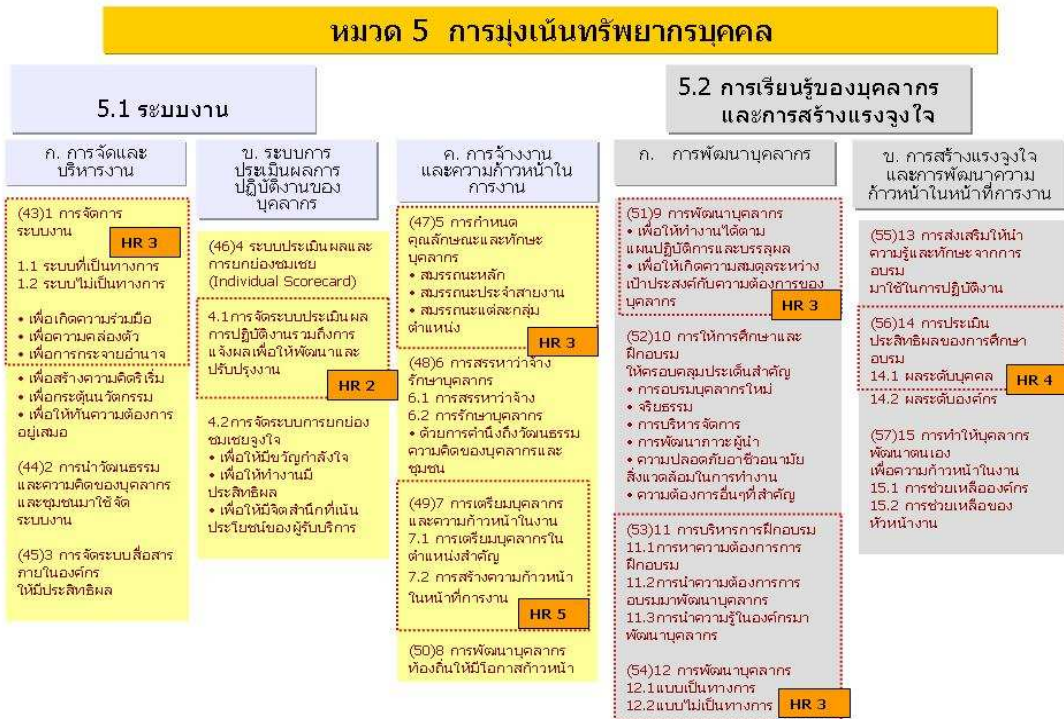 หมวด 5 การมุ่งเน้นทรัพยากรบุคคล
5.1 ระบบงาน
ก. การจัดและ
บริหารงาน
(43)1 การจัดการ
ระบบงาน
HR 3
1.1 ระบบที่เป็นทางการ
1.2 ระบบไม่เป็นทางการ
• เพื่อเกิดความร่วมมือ
• เพื่อความคล่องตัว
• เพื่อการกระจายอำนาจ
• เพื่อสร้างความคิดริเริ่ม
• เพื่อกระตุ้นนวัตกรรม
• เพื่อให้ทันความต้องการ
อยู่เสมอ
(44)2 การนำวัฒนธรรม
และความคิดของบุคลากร
และชุมชนมาใช้จัด
ระบบงาน
(45)3 การจัดระบบสื่อสาร
ภายในองค์กร
ให้มีประสิทธิผล
ข. ระบบการ
ประเมินผลการ
ปฏิบัติงานของ
บุคลากร
(46)4 ระบบประเมินผลและ
การยกย่องชมเชย
(Individual Scorecard)
4.1การจัดระบบประเมินผล
การปฏิบัติงานรวมถึงการ
แจ้งผลเพื่อให้พัฒนาและ
ปรับปรุงงาน
HR 2
4.2การจัดระบบการยกย่อง
ชมเชยจูงใจ
• เพื่อให้มีขวัญกำลังใจ
• เพื่อให้ทำงานมี
ประสิทธิผล
• เพื่อให้มีจิตสำนึกที่เน้น
ประโยชน์ของผู้รับบริการ
ค. การจ้างงาน
และความก้าวหน้าใน
การงาน
(47)5 การกำหนด
คุณลักษณะและทักษะ
บุคลากร
• สมรรถนะหลัก
• สมรรถนะประจำสายงาน
• สมรรถนะแต่ละกลุ่ม
ตำแหน่ง
HR 3
(48)6 การสรรหาว่าจ้าง
รักษาบุคลากร
6.1 การสรรหาว่าจ้าง
6.2 การรักษาบุคลากร
• ด้วยการคำนึงถึงวัฒนธรรม
ความคิดของบุคลากรและ
ชุมชน
(49)7 การเตรียมบุคลากร
และความก้าวหน้าในงาน
7.1 การเตรียมบุคลากรใน
ตำแหน่งสำคัญ
7.2 การสร้างความก้าวหน้า
ในหน้าที่การงาน
HR 5
(50)8 การพัฒนาบุคลากร
ท้องถิ่นให้มีโอกาสก้าวหน้า
5.2 การเรียนรู้ของบุคลากร
และการสร้างแรงจูงใจ
ก. การพัฒนาบุคลากร
(51)9 การพัฒนาบุคลากร
• เพื่อให้ทำงานได้ตาม
แผนปฏิบัติการและบรรลุผล
• เพื่อให้เกิดความสมดุลระหว่าง
เป้าประสงค์กับความต้องการของ
บุคลากร
HR 3
(52)10 การให้การศึกษาและ
ฝึกอบรม
ให้ครอบคลุมประเด็นสำคัญ
• การอบรมบุคลากรใหม่
• จริยธรรม
• การบริหารจัดการ
• การพัฒนาภาวะผู้นำ
• ความปลอดภัยอาชีวอนามัย
สิ่งแวดล้อมในการทำงาน
• ความต้องการอื่นๆที่สำคัญ
(53)11 การบริหารการฝึกอบรม
11.1การหาความต้องการการ
ฝึกอบรม
11.2การนำความต้องการการ
อบรมมาพัฒนาบุคลากร
11.3การนำความรู้ในองค์กรมา
พัฒนาบุคลากร
(54)12 การพัฒนาบุคลากร
12.1แบบเป็นทางการ
12.2แบบไม่เป็นทางการ
HR 3
ข. การสร้างแรงจูงใจ
และการพัฒนาความ
ก้าวหน้าในหน้าที่การงาน
(55)13 การส่งเสริมให้นำ
ความรู้และทักษะจากการ
อบรม
มาใช้ในการปฏิบัติงาน
(56)14 การประเมิน
ประสิทธิผลของการศึกษา
อบรม
14.1 ผลระดับบุคคล
HR 4
14.2 ผลระดับองค์กร
(57)15 การทำให้บุคลากร
พัฒนาตนเอง
เพื่อความก้าวหน้าในงาน
15.1 การช่วยเหลือองค์กร
15.2 การช่วยเหลือของ
หัวหน้างาน